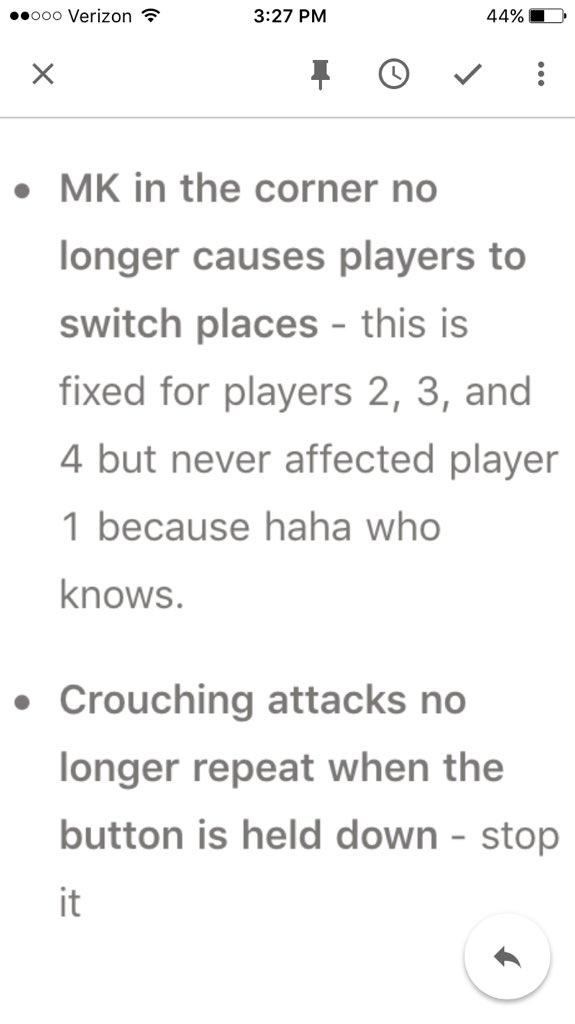 Verizon 3:27 PM 44%
• MK in the corner no
longer causes players to
switch places - this is
fixed for players 2, 3, and
4 but never affected player
1 because haha who
knows.
• Crouching attacks no
longer repeat when the
button is held down - stop
it